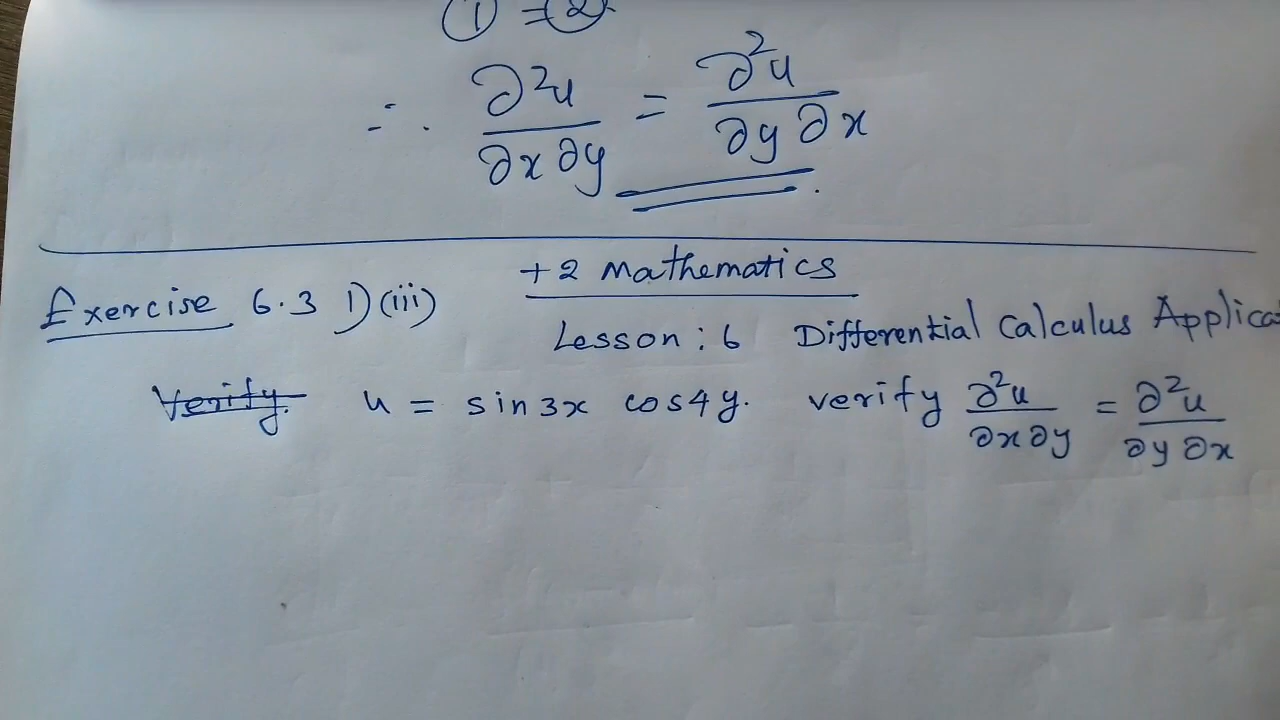 ① = ②.
∴ ∂²u/∂x∂y = ∂²u/∂y∂x.
+2 Mathematics
Exercise 6.3 1)(iii)
Lesson : 6 Differential Calculus Applica
Verify. u = sin3x cos4y. verify ∂²u/∂x∂y = ∂²u/∂y∂x